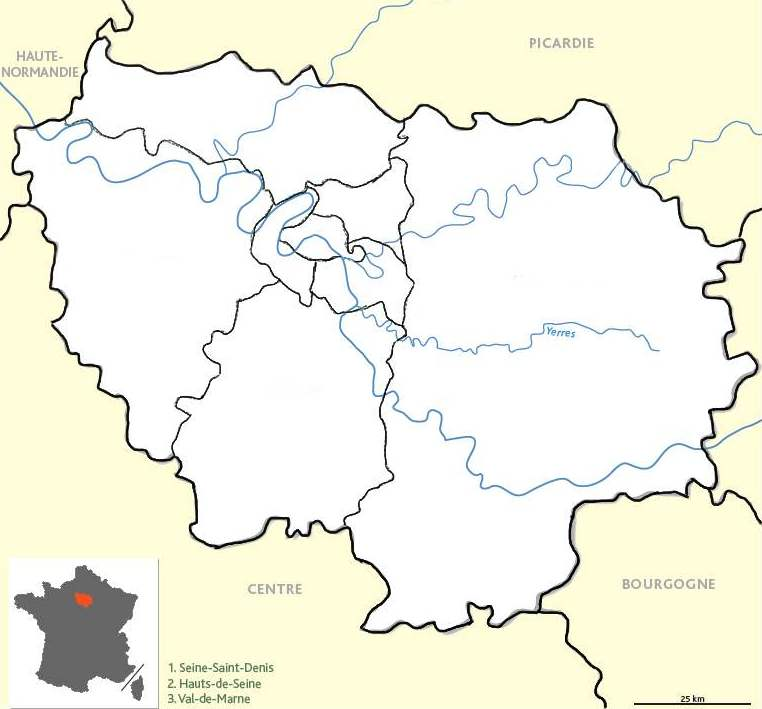 PICARDIE
HAUTE-
NORMANDIE
Yerres
CENTRE
BOURGOGNE
1. Seine-Saint-Denis
2. Hauts-de-Seine
3. Val-de-Marne
25 km